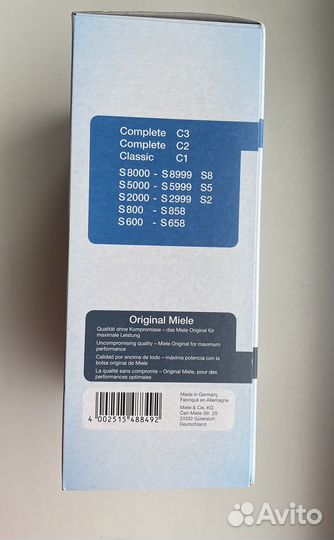 Complete C3
Complete C2
Classic C1
S8000 - S8999 S8
S5000 - S5999 S5
S2000 - S2999 S2
S800 - S858
S600 - S658
Original Miele
Qualität ohne Kompromisse – das Miele Original für
maximale Leistung
Uncompromising quality – Miele Original for maximum
performance
Calidad por encima de todo – máxima potencia con la
bolsa original de Miele
La qualité sans compromis – Original Miele, pour des
performances optimales
Made in Germany
Fabriqué en Allemagne
Miele & Cie. KG
Carl-Miele-Str. 29
33332 Gütersloh
Deutschland
4 002515 488492
Avito